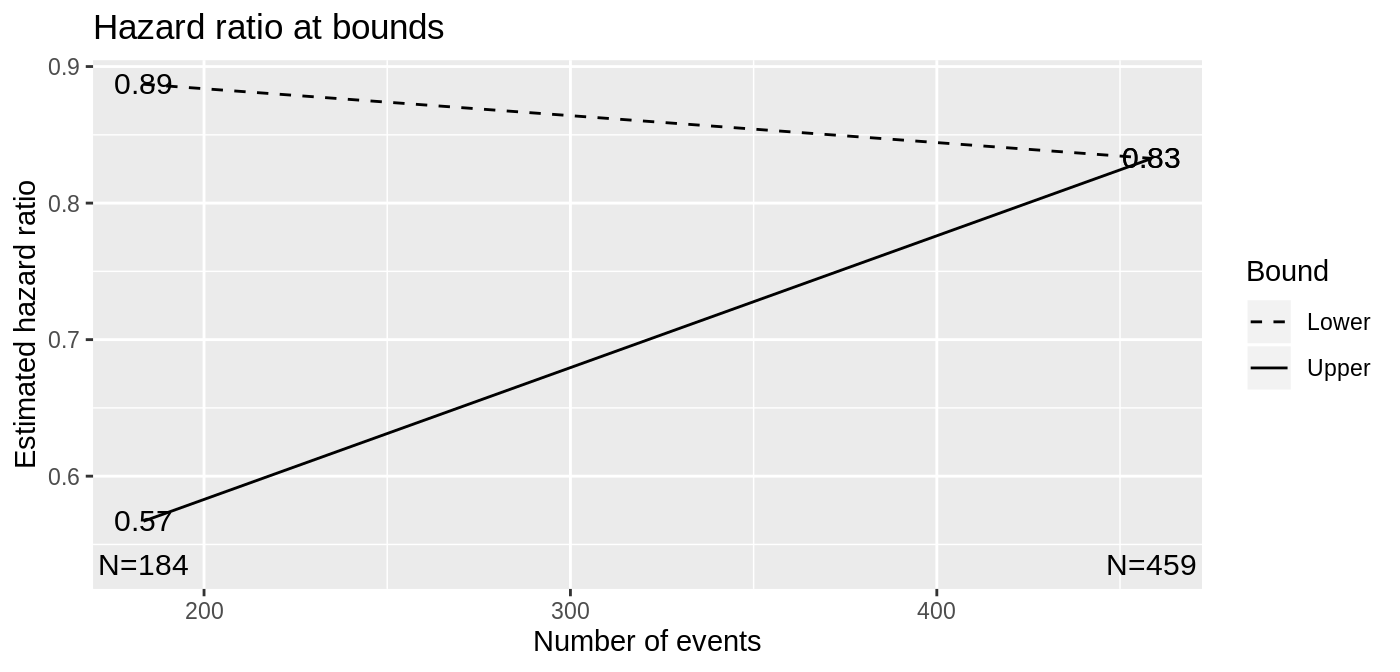 Hazard ratio at bounds
Estimated hazard ratio
0.9
0.8
0.7
0.6
0.89
0.83
0.57
N=184
N=459
200
300
400
Number of events
Bound
Lower
Upper